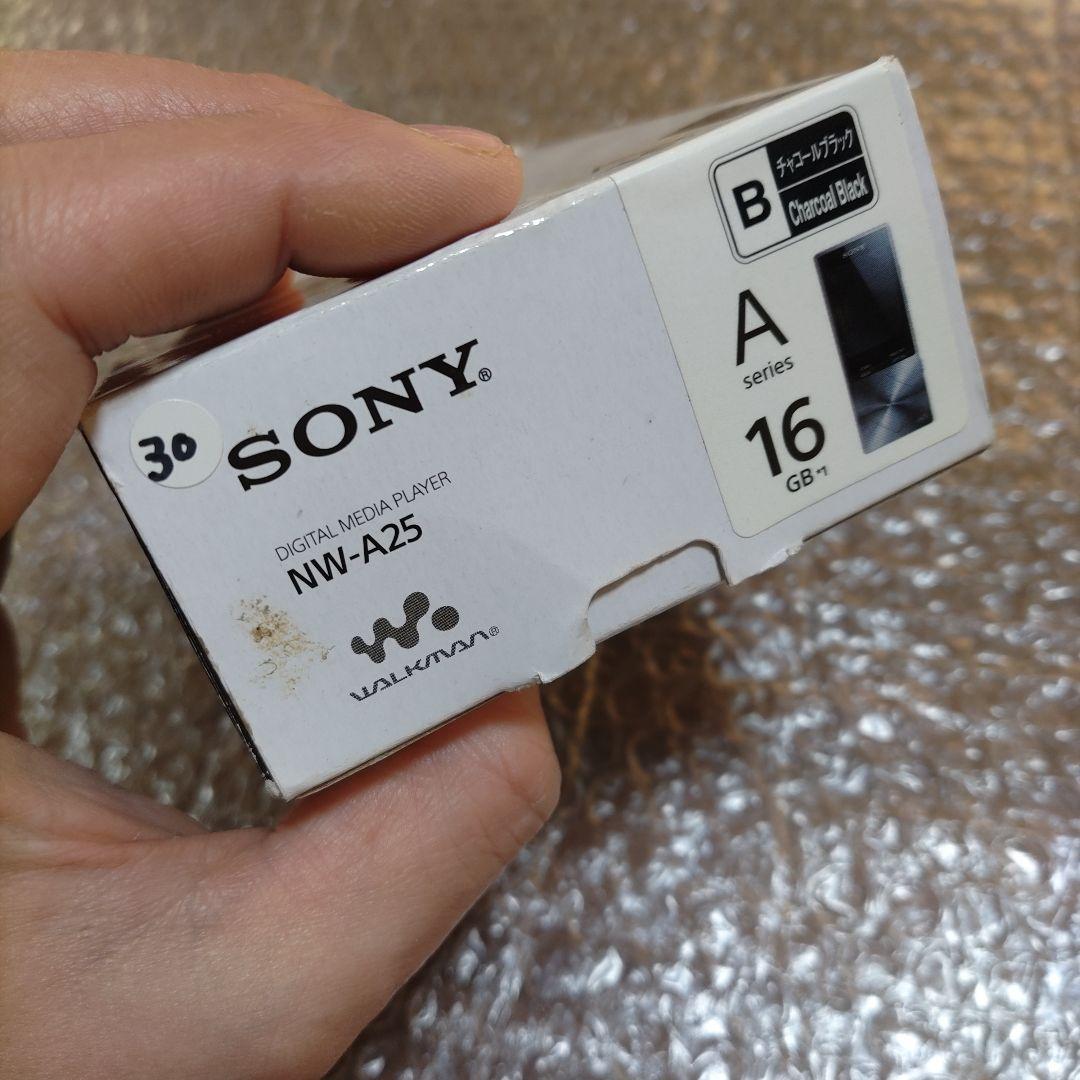 30
SONY®
DIGITAL MEDIA PLAYER
NW-A25
WALKMAN®
B
チャコールブラック
Charcoal Black
A
series
16
GB *1
SONY